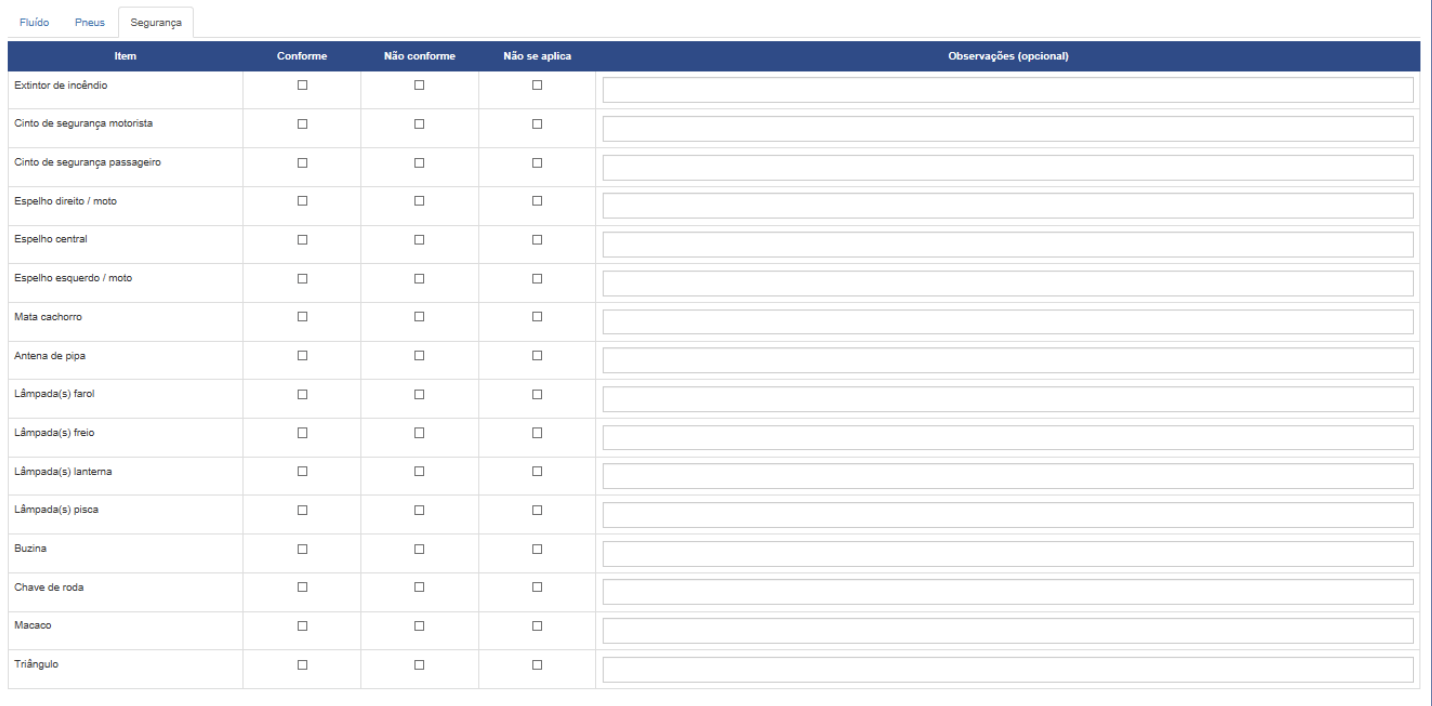 Fluído Pneus Segurança
Item Conforme Não conforme Não se aplica Observações (opcional)
Extintor de incêndio
Cinto de segurança motorista
Cinto de segurança passageiro
Espelho direito / moto
Espelho central
Espelho esquerdo / moto
Mata cachorro
Antena de pipa
Lâmpada(s) farol
Lâmpada(s) freio
Lâmpada(s) lanterna
Lâmpada(s) pisca
Buzina
Chave de roda
Macaco
Triângulo